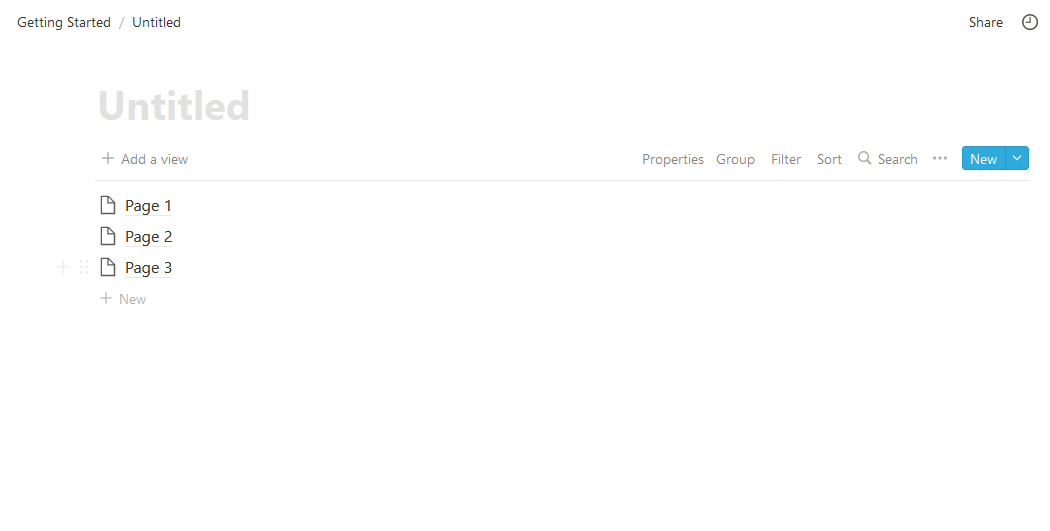 Getting Started / Untitled Share
Untitled
Add a view Properties Group Filter Sort Search New
Page 1
Page 2
Page 3
New